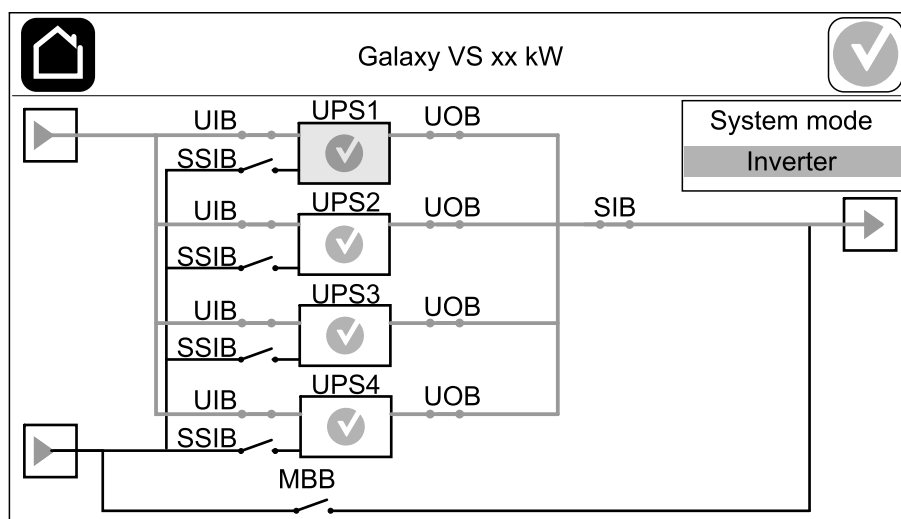 Galaxy VS xx kW
UIB UPS1 UOB
System mode
SSIB
Inverter
UIB UPS2 UOB SIB
SSIB
UIB UPS3 UOB
SSIB
UIB UPS4 UOB
SSIB
MBB